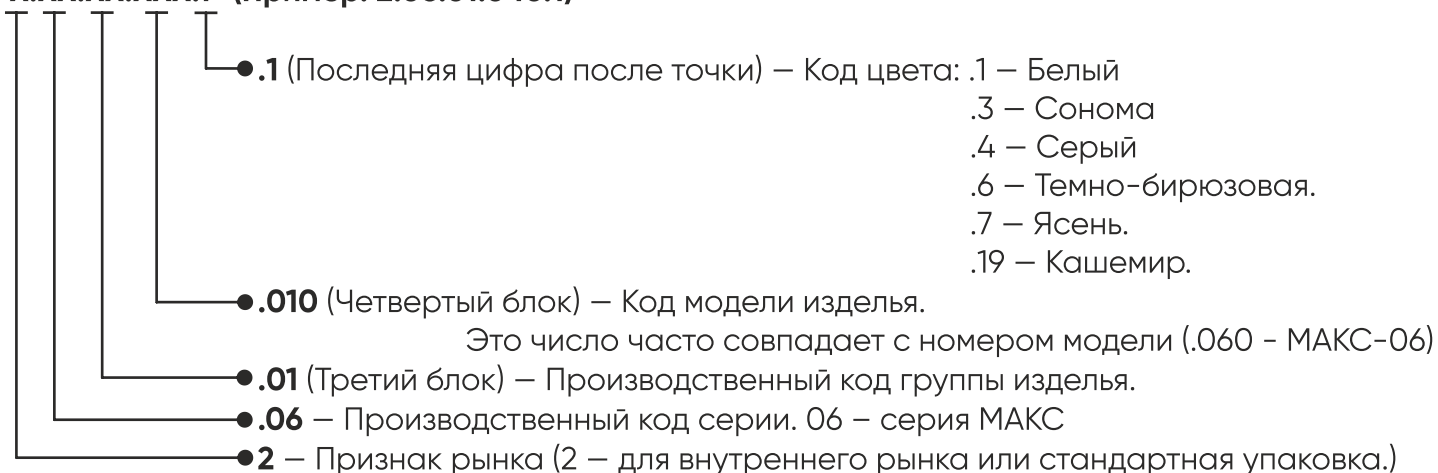 .1 (Последняя цифра после точки) – Код цвета: .1 – Белый
.3 – Сонома
.4 – Серый
.6 – Темно-бирюзовая.
.7 – Ясень.
.19 – Кашемир.
.010 (Четвертый блок) – Код модели изделья.
Это число часто совпадает с номером модели (.060 - МАКС-06)
.01 (Третий блок) – Производственный код группы изделья.
.06 – Производственный код серии. 06 – серия МАКС
2 – Признак рынка (2 – для внутреннего рынка или стандартная упаковка.)